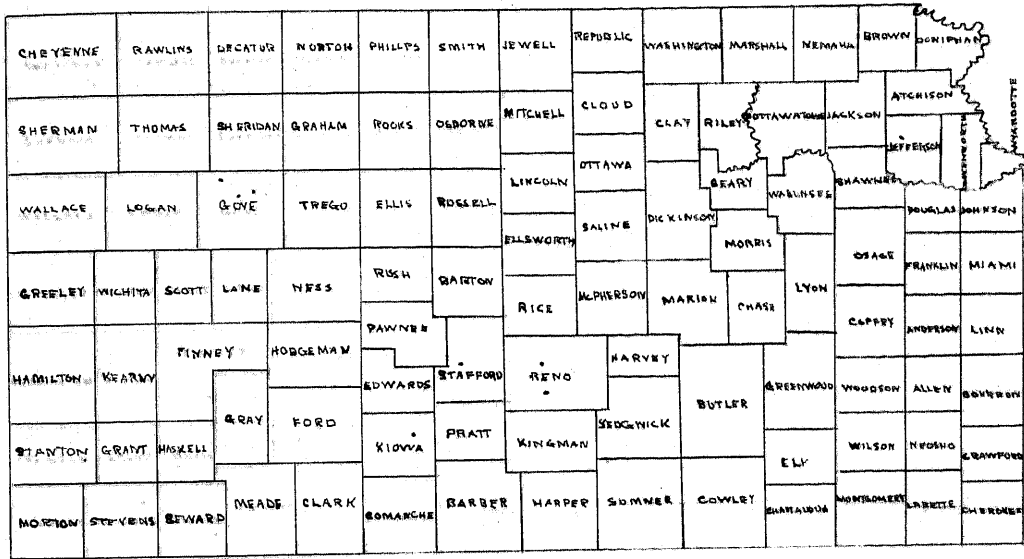 CHEYENNE RAWLINS DECATUR NORTON PHILLPS SMITH JEWELL REPUBLIC WASHINGTON MARSHALL NEMAHA BROWN DONIPHAN
SHERMAN THOMAS SHERIDAN GRAHAM ROOKS OSBORNE MITCHELL CLOUD CLAY RILEY POTTAWATOMIE JACKSON ATCHISON
JEFFERSON LEAVENWORTH WYANDOTTE
WALLACE LOGAN GOVE TREGO ELLIS RUSSELL LINCOLN OTTAWA GEARY WABUNSEE SHAWNEE
ELLSWORTH SALINE DICKINSON MORRIS OSAGE DOUGLAS JOHNSON
GREELEY WICHITA SCOTT LANE NESS RUSH BARTON RICE McPHERSON MARION CHASE LYON FRANKLIN MIAMI
HAMILTON KEARNY FINNEY HODGEMAN PAWNEE STAFFORD RENO HARVEY COFFEY ANDERSON LINN
GRAY FORD EDWARDS SEDGWICK BUTLER GREENWOOD WOODSON ALLEN BOURBON
STANTON GRANT HASKELL KIOWA PRATT KINGMAN ELK WILSON NEOSHO CRAWFORD
MORTON STEVENS SEWARD MEADE CLARK COMANCHE BARBER HARPER SUMNER COWLEY CHAUTAUQUA MONTGOMERY LABETTE CHEROKEE